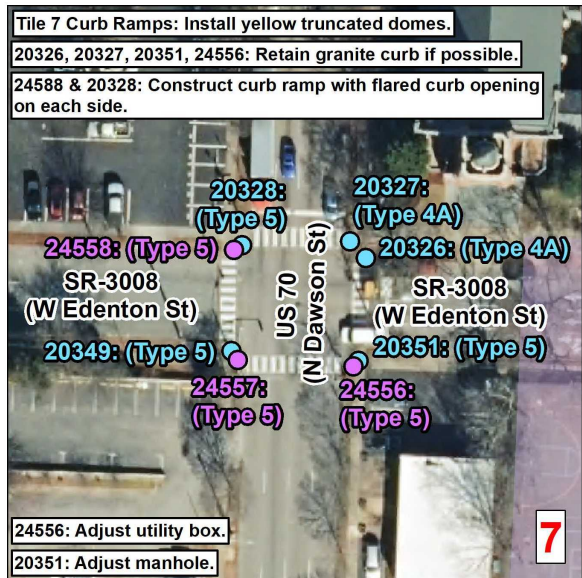 Tile 7 Curb Ramps: Install yellow truncated domes.
20326, 20327, 20351, 24556: Retain granite curb if possible.
24588 & 20328: Construct curb ramp with flared curb opening
on each side.
20328:
(Type 5)
20327:
(Type 4A)
24558: (Type 5)
20326: (Type 4A)
SR-3008
(W Edenton St)
US 70
(N Dawson St)
SR-3008
(W Edenton St)
20349: (Type 5)
20351: (Type 5)
24557:
(Type 5)
24556:
(Type 5)
24556: Adjust utility box.
20351: Adjust manhole.
7